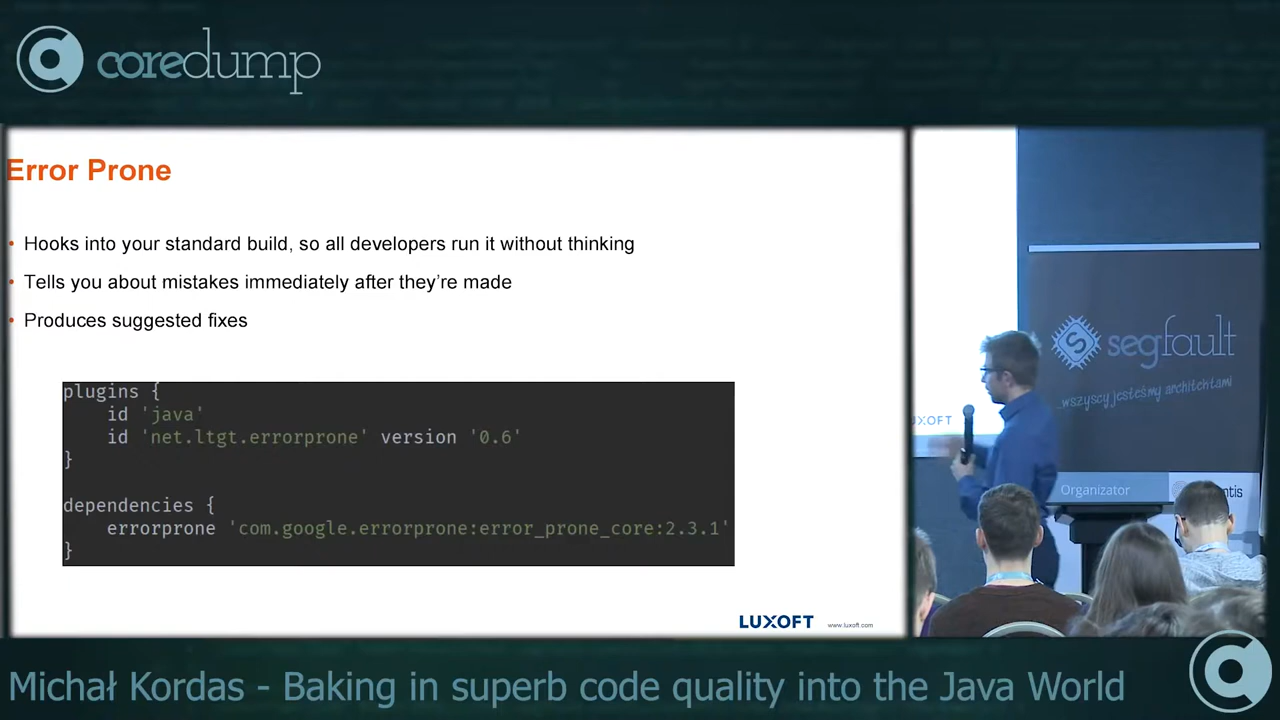 coredump
Error Prone
• Hooks into your standard build, so all developers run it without thinking
• Tells you about mistakes immediately after they're made
• Produces suggested fixes
plugins {
    id 'java'
    id 'net.ltgt.errorprone' version '0.6'
}
dependencies {
    errorprone 'com.google.errorprone:error_prone_core:2.3.1'
}
LUXOFT www.luxoft.com
segfault
...wszyscy jesteśmy architektami
UXOFT
Organizator
ntis
Michał Kordas - Baking in superb code quality into the Java World